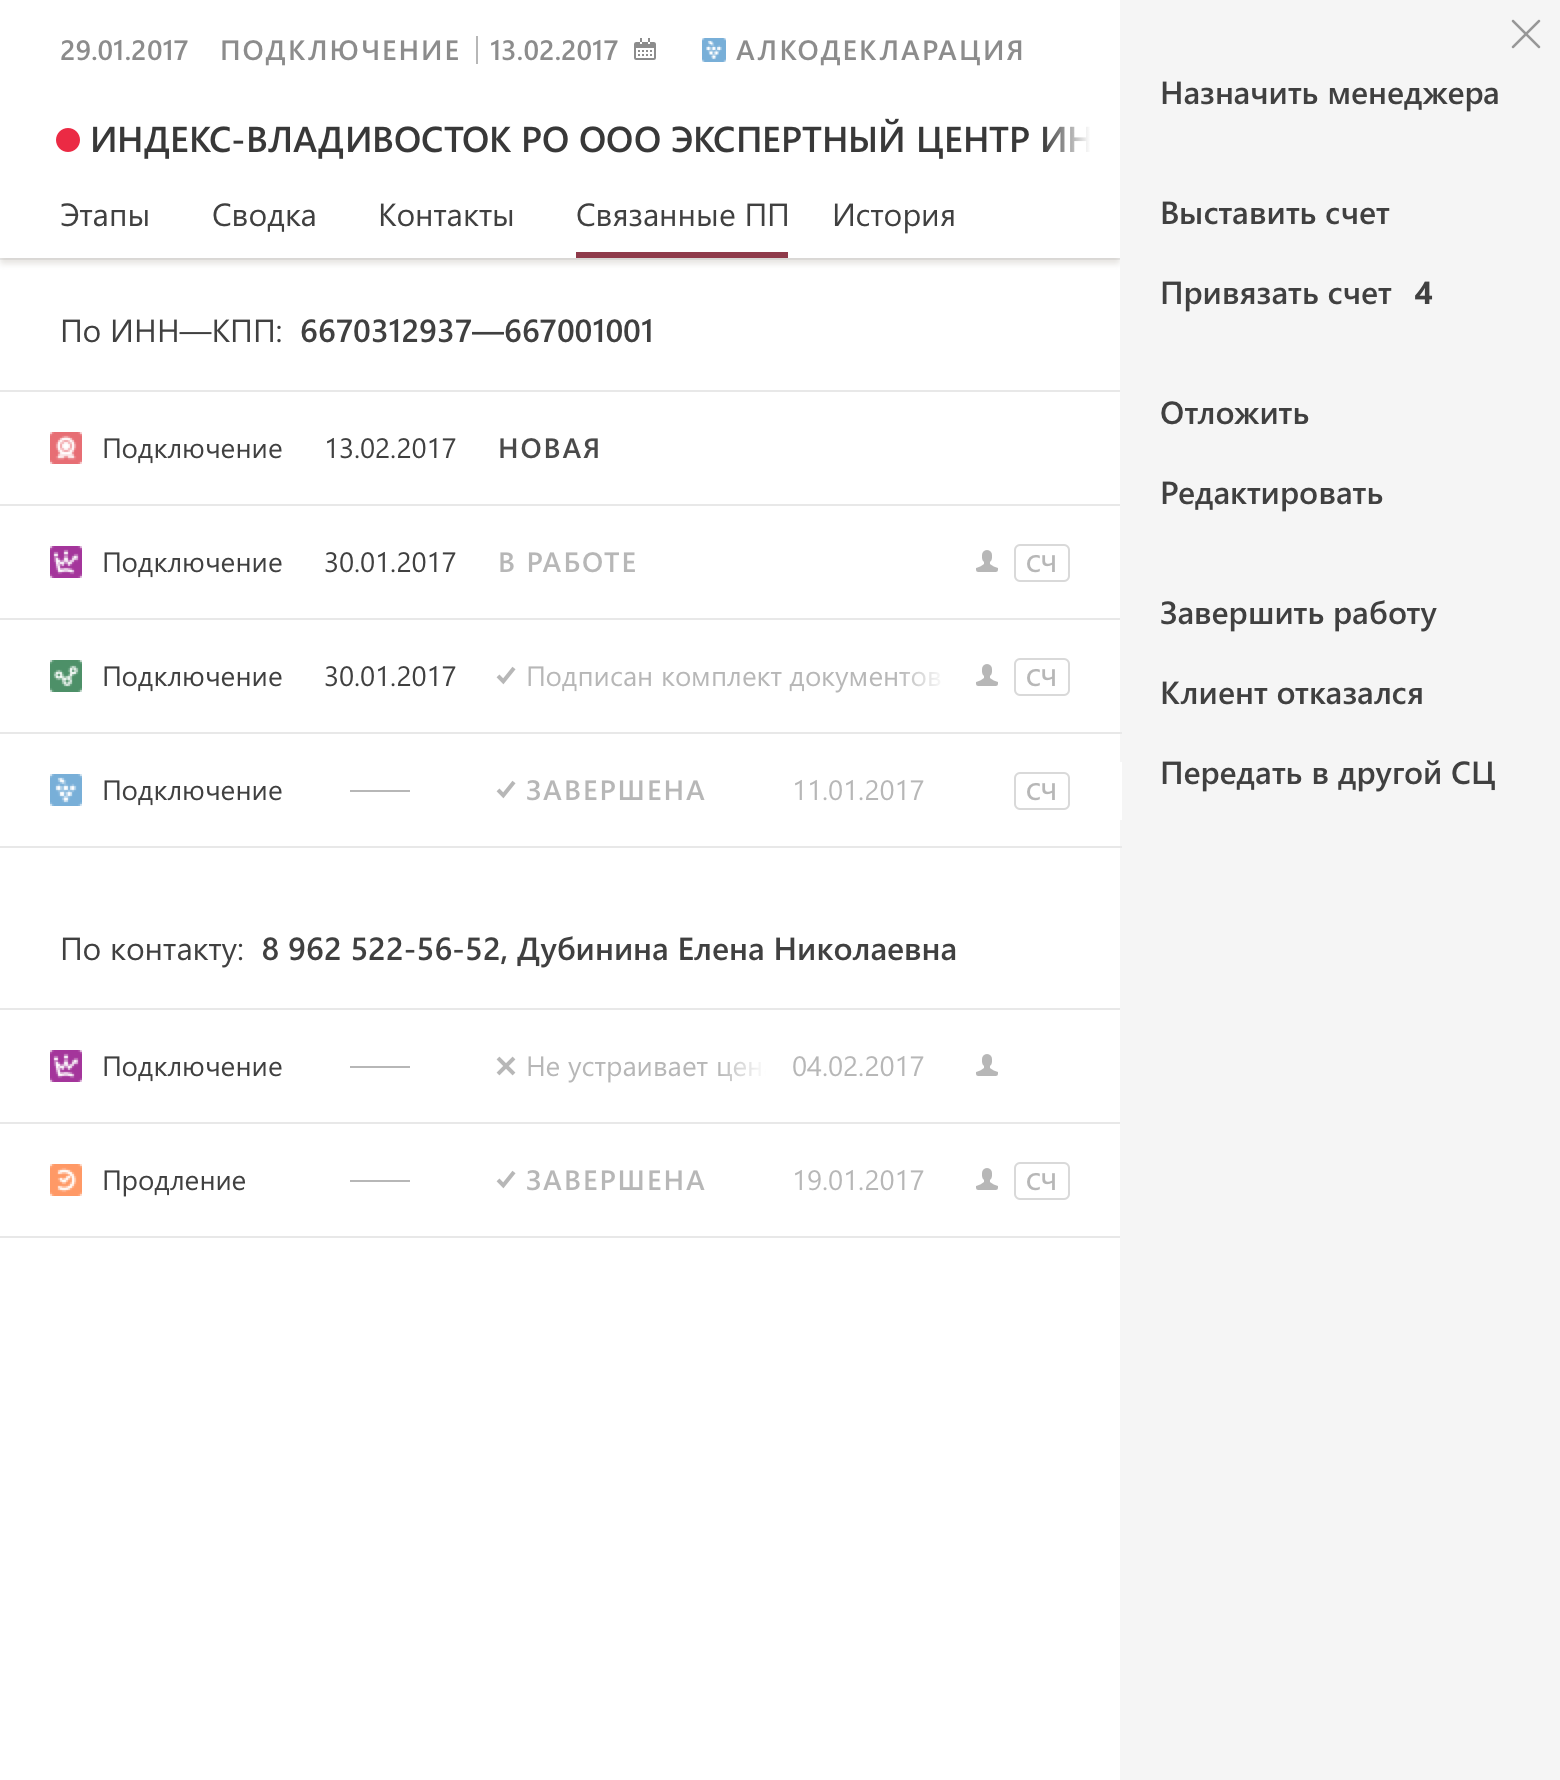 29.01.2017 ПОДКЛЮЧЕНИЕ 13.02.2017 АЛКОДЕКЛАРАЦИЯ
ИНДЕКС-ВЛАДИВОСТОК РО ООО ЭКСПЕРТНЫЙ ЦЕНТР ИН
Этапы Сводка Контакты Связанные ПП История
По ИНН—КПП: 6670312937—667001001
Подключение 13.02.2017 НОВАЯ
Подключение 30.01.2017 В РАБОТЕ СЧ
Подключение 30.01.2017 Подписан комплект документов СЧ
Подключение ЗАВЕРШЕНА 11.01.2017 СЧ
По контакту: 8 962 522-56-52, Дубинина Елена Николаевна
Подключение Не устраивает цен 04.02.2017
Продление ЗАВЕРШЕНА 19.01.2017 СЧ
Назначить менеджера
Выставить счет
Привязать счет 4
Отложить
Редактировать
Завершить работу
Клиент отказался
Передать в другой СЦ